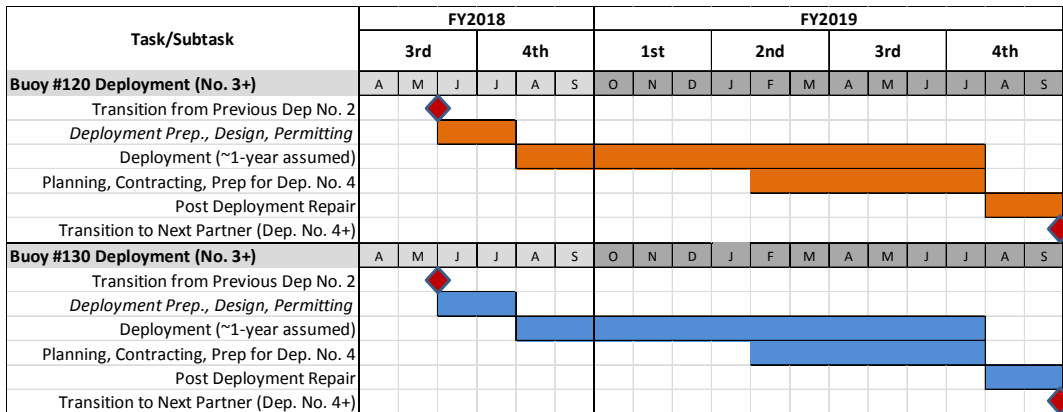 Task/Subtask
FY2018 FY2019
3rd 4th 1st 2nd 3rd 4th
Buoy #120 Deployment (No. 3+) A M J J A S O N D J F M A M J J A S
Transition from Previous Dep No. 2
Deployment Prep., Design, Permitting
Deployment (~1-year assumed)
Planning, Contracting, Prep for Dep. No. 4
Post Deployment Repair
Transition to Next Partner (Dep. No. 4+)
Buoy #130 Deployment (No. 3+) A M J J A S O N D J F M A M J J A S
Transition from Previous Dep No. 2
Deployment Prep., Design, Permitting
Deployment (~1-year assumed)
Planning, Contracting, Prep for Dep. No. 4
Post Deployment Repair
Transition to Next Partner (Dep. No. 4+)